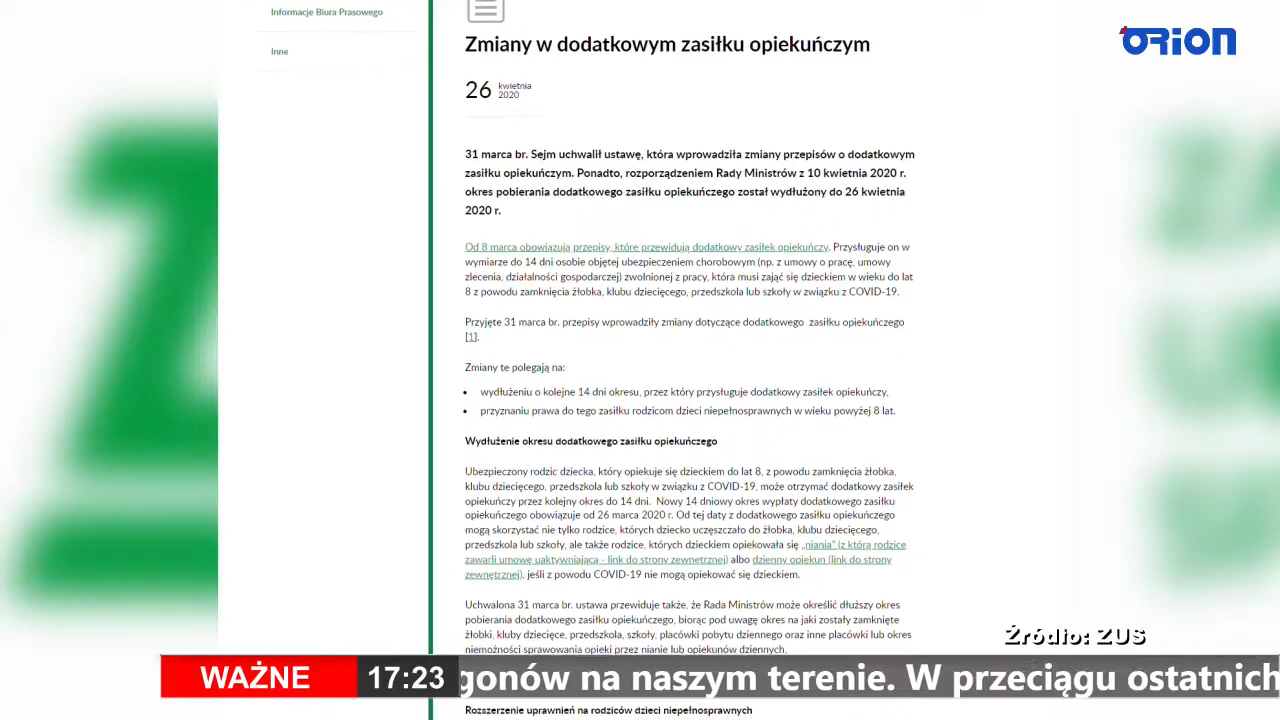 Informacje Biura Prasowego
Inne
Zmiany w dodatkowym zasiłku opiekuńczym
ORION
26 kwietnia
2020
31 marca br. Sejm uchwalił ustawę, która wprowadziła zmiany przepisów o dodatkowym
zasiłku opiekuńczym. Ponadto, rozporządzeniem Rady Ministrów z 10 kwietnia 2020 r.
okres pobierania dodatkowego zasiłku opiekuńczego został wydłużony do 26 kwietnia
2020 r.
Od 8 marca obowiązują przepisy, które przewidują dodatkowy zasiłek opiekuńczy. Przysługuje on w
wymiarze do 14 dni osobie objętej ubezpieczeniem chorobowym (np. z umowy o pracę, umowy
zlecenia, działalności gospodarczej) zwolnionej z pracy, która musi zająć się dzieckiem w wieku do lat
8 z powodu zamknięcia żłobka, klubu dziecięcego, przedszkola lub szkoły w związku z COVID-19.
Przyjęte 31 marca br. przepisy wprowadziły zmiany dotyczące dodatkowego zasiłku opiekuńczego
[1].
Zmiany te polegają na:
• wydłużeniu o kolejne 14 dni okresu, przez który przysługuje dodatkowy zasiłek opiekuńczy,
• przyznaniu prawa do tego zasiłku rodzicom dzieci niepełnosprawnych w wieku powyżej 8 lat.
Wydłużenie okresu dodatkowego zasiłku opiekuńczego
Ubezpieczony rodzic dziecka, który opiekuje się dzieckiem do lat 8, z powodu zamknięcia żłobka,
klubu dziecięcego, przedszkola lub szkoły w związku z COVID-19, może otrzymać dodatkowy zasiłek
opiekuńczy przez kolejny okres do 14 dni. Nowy 14 dniowy okres wypłaty dodatkowego zasiłku
opiekuńczego obowiązuje od 26 marca 2020 r. Od tej daty z dodatkowego zasiłku opiekuńczego
mogą skorzystać nie tylko rodzice, których dziecko uczęszczało do żłobka, klubu dziecięcego,
przedszkola lub szkoły, ale także rodzice, których dzieckiem opiekowała się „niania” (z którą rodzice
zawarli umowę uaktywniającą - link do strony zewnętrznej) albo dzienny opiekun (link do strony
zewnętrznej), jeśli z powodu COVID-19 nie mogą opiekować się dzieckiem.
Uchwalona 31 marca br. ustawa przewiduje także, że Rada Ministrów może określić dłuższy okres
pobierania dodatkowego zasiłku opiekuńczego, biorąc pod uwagę okres na jaki zostały zamknięte
żłobki, kluby dziecięce, przedszkola, szkoły, placówki pobytu dziennego oraz inne placówki lub okres
niemożności sprawowania opieki przez nianie lub opiekunów dziennych.
Źródło: ZUS
WAŻNE 17:23 gonów na naszym terenie. W przeciągu ostatnich
Rozszerzenie uprawnień na rodziców dzieci niepełnosprawnych